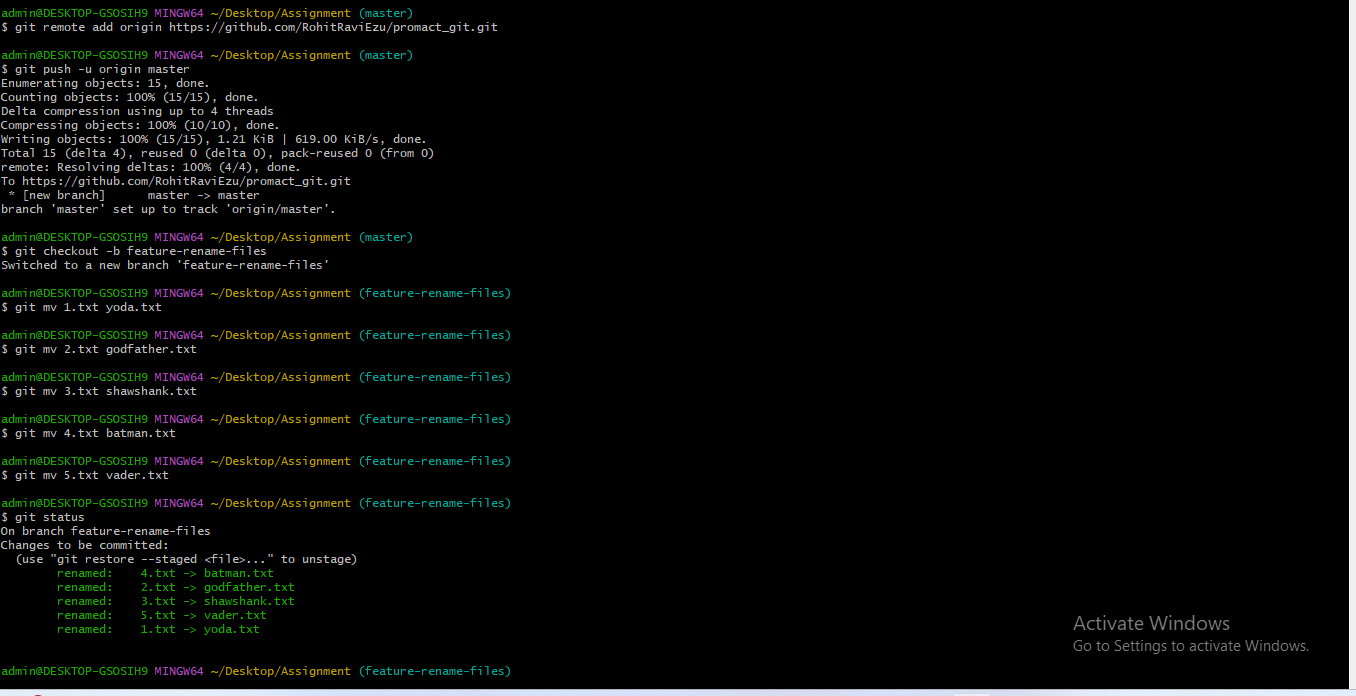 admin@DESKTOP-GSOSIH9 MINGW64 ~/Desktop/Assignment (master)
$ git remote add origin https://github.com/RohitRaviEzu/promact_git.git
admin@DESKTOP-GSOSIH9 MINGW64 ~/Desktop/Assignment (master)
$ git push -u origin master
Enumerating objects: 15, done.
Counting objects: 100% (15/15), done.
Delta compression using up to 4 threads
Compressing objects: 100% (10/10), done.
Writing objects: 100% (15/15), 1.21 KiB | 619.00 KiB/s, done.
Total 15 (delta 4), reused 0 (delta 0), pack-reused 0 (from 0)
remote: Resolving deltas: 100% (4/4), done.
To https://github.com/RohitRaviEzu/promact_git.git
 * [new branch]      master -> master
branch 'master' set up to track 'origin/master'.
admin@DESKTOP-GSOSIH9 MINGW64 ~/Desktop/Assignment (master)
$ git checkout -b feature-rename-files
Switched to a new branch 'feature-rename-files'
admin@DESKTOP-GSOSIH9 MINGW64 ~/Desktop/Assignment (feature-rename-files)
$ git mv 1.txt yoda.txt
admin@DESKTOP-GSOSIH9 MINGW64 ~/Desktop/Assignment (feature-rename-files)
$ git mv 2.txt godfather.txt
admin@DESKTOP-GSOSIH9 MINGW64 ~/Desktop/Assignment (feature-rename-files)
$ git mv 3.txt shawshank.txt
admin@DESKTOP-GSOSIH9 MINGW64 ~/Desktop/Assignment (feature-rename-files)
$ git mv 4.txt batman.txt
admin@DESKTOP-GSOSIH9 MINGW64 ~/Desktop/Assignment (feature-rename-files)
$ git mv 5.txt vader.txt
admin@DESKTOP-GSOSIH9 MINGW64 ~/Desktop/Assignment (feature-rename-files)
$ git status
On branch feature-rename-files
Changes to be committed:
  (use "git restore --staged <file>..." to unstage)
        renamed:    4.txt -> batman.txt
        renamed:    2.txt -> godfather.txt
        renamed:    3.txt -> shawshank.txt
        renamed:    5.txt -> vader.txt
        renamed:    1.txt -> yoda.txt
admin@DESKTOP-GSOSIH9 MINGW64 ~/Desktop/Assignment (feature-rename-files)
Activate Windows
Go to Settings to activate Windows.